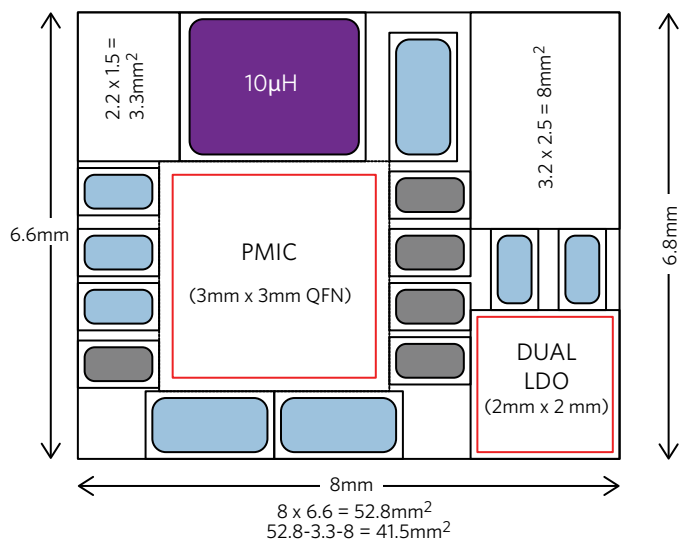 2.2 x 1.5 =
3.3mm²
10µH
3.2 x 2.5 = 8mm²
6.6mm
PMIC
(3mm x 3mm QFN)
6.8mm
DUAL
LDO
(2mm x 2 mm)
8mm
8 x 6.6 = 52.8mm²
52.8-3.3-8 = 41.5mm²